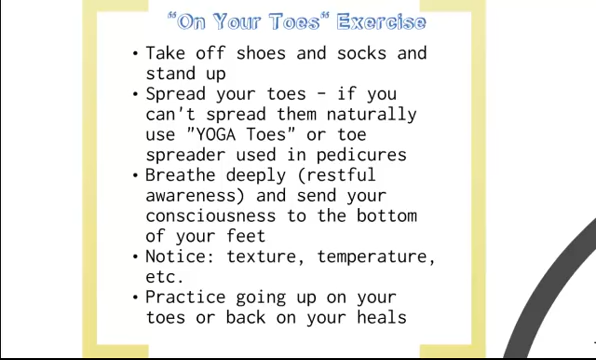 "On Your Toes" Exercise
• Take off shoes and socks and
stand up
• Spread your toes – if you
can't spread them naturally
use "YOGA Toes" or toe
spreader used in pedicures
• Breathe deeply (restful
awareness) and send your
consciousness to the bottom
of your feet
• Notice: texture, temperature,
etc.
• Practice going up on your
toes or back on your heals